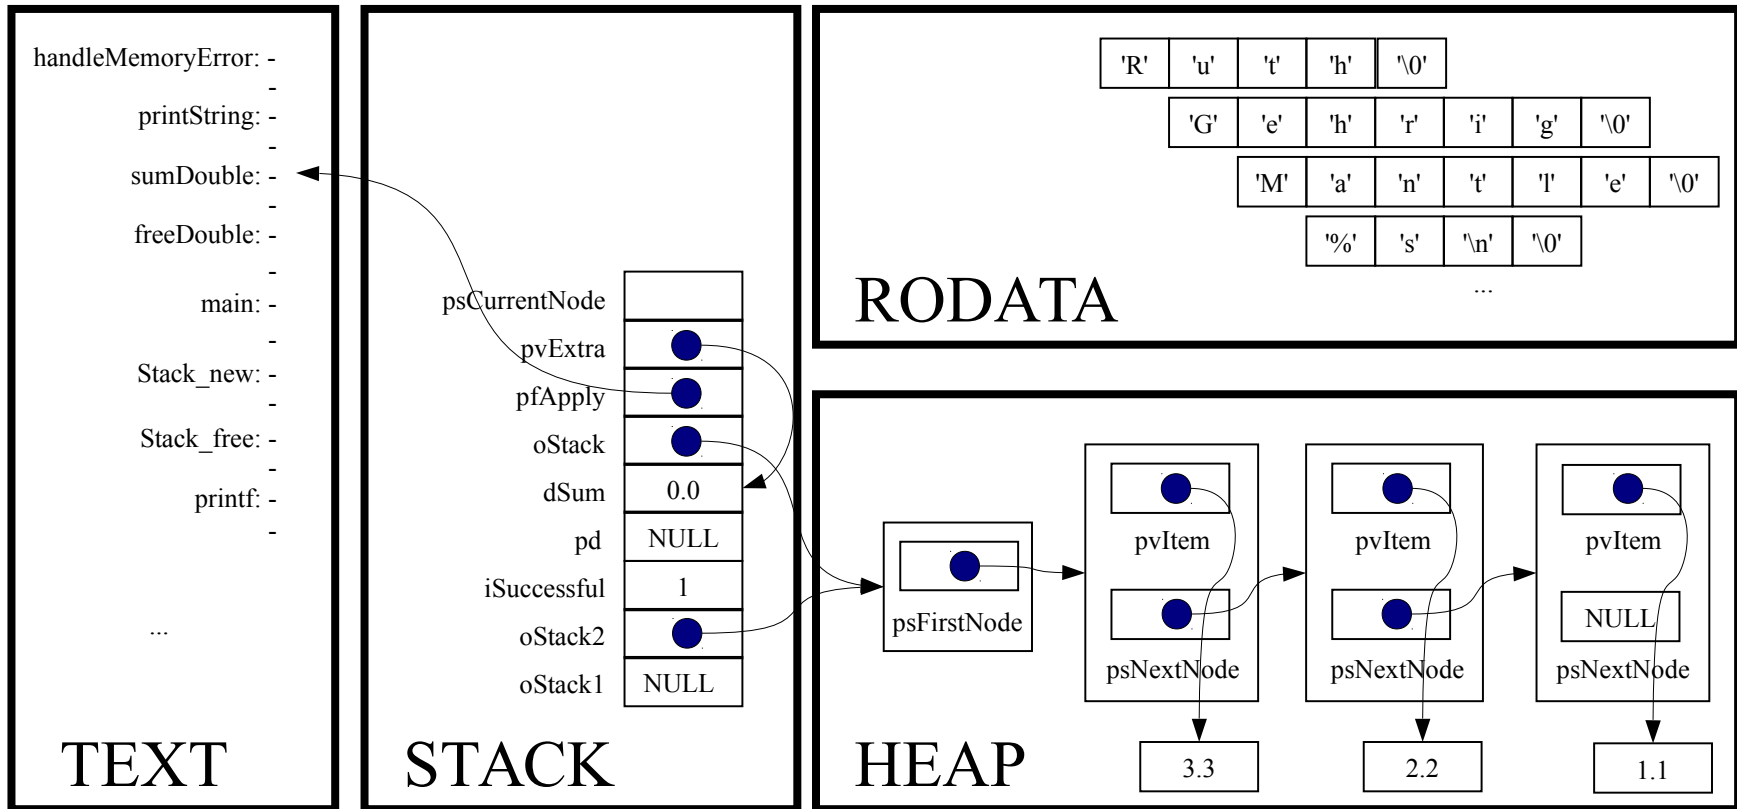 handleMemoryError: -
-
printString: -
-
sumDouble: -
-
freeDouble: -
-
main: -
-
Stack_new: -
-
Stack_free: -
-
printf: -
-
...
TEXT
psCurrentNode
pvExtra
pfApply
oStack
dSum 0.0
pd NULL
iSuccessful 1
oStack2
oStack1 NULL
STACK
'R' 'u' 't' 'h' '\0'
'G' 'e' 'h' 'r' 'i' 'g' '\0'
'M' 'a' 'n' 't' 'l' 'e' '\0'
'%' 's' '\n' '\0'
...
RODATA
psFirstNode
pvItem pvItem pvItem
NULL
psNextNode psNextNode psNextNode
3.3 2.2 1.1
HEAP